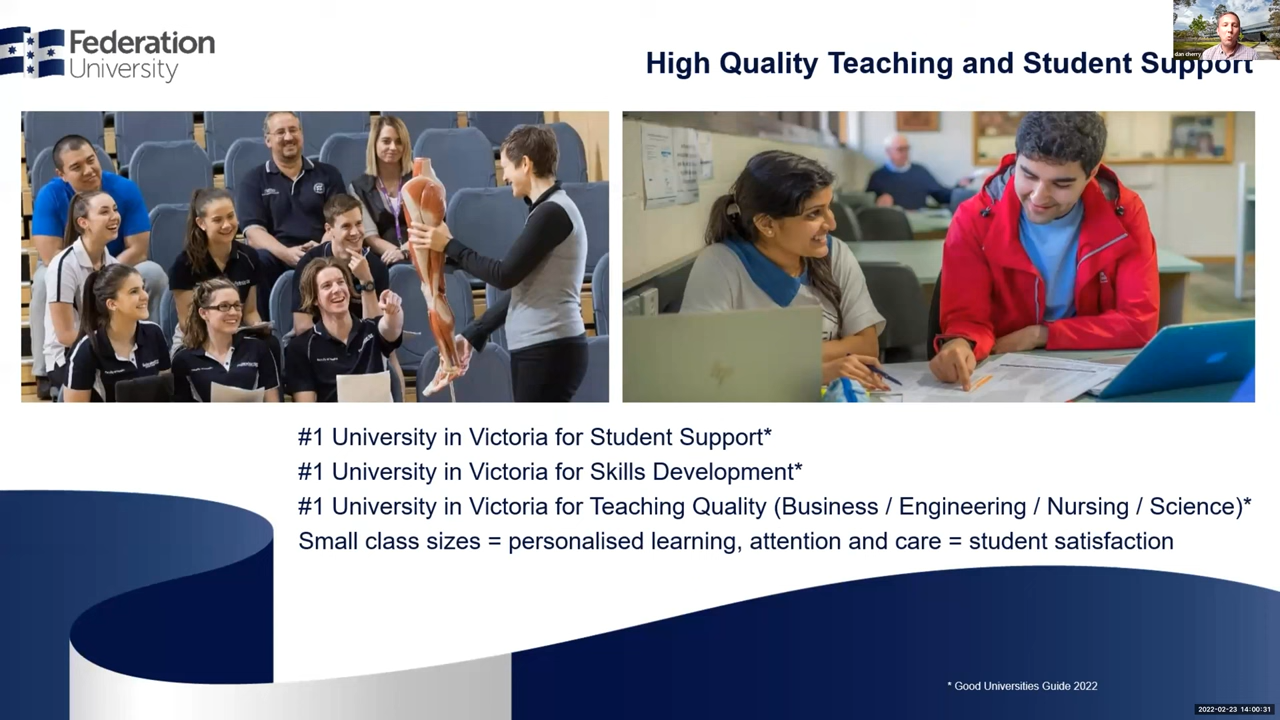 Federation
University
High Quality Teaching and Student Support
dan cherry
#1 University in Victoria for Student Support*
#1 University in Victoria for Skills Development*
#1 University in Victoria for Teaching Quality (Business / Engineering / Nursing / Science)*
Small class sizes = personalised learning, attention and care = student satisfaction
* Good Universities Guide 2022
2022-02-23 14:00:31